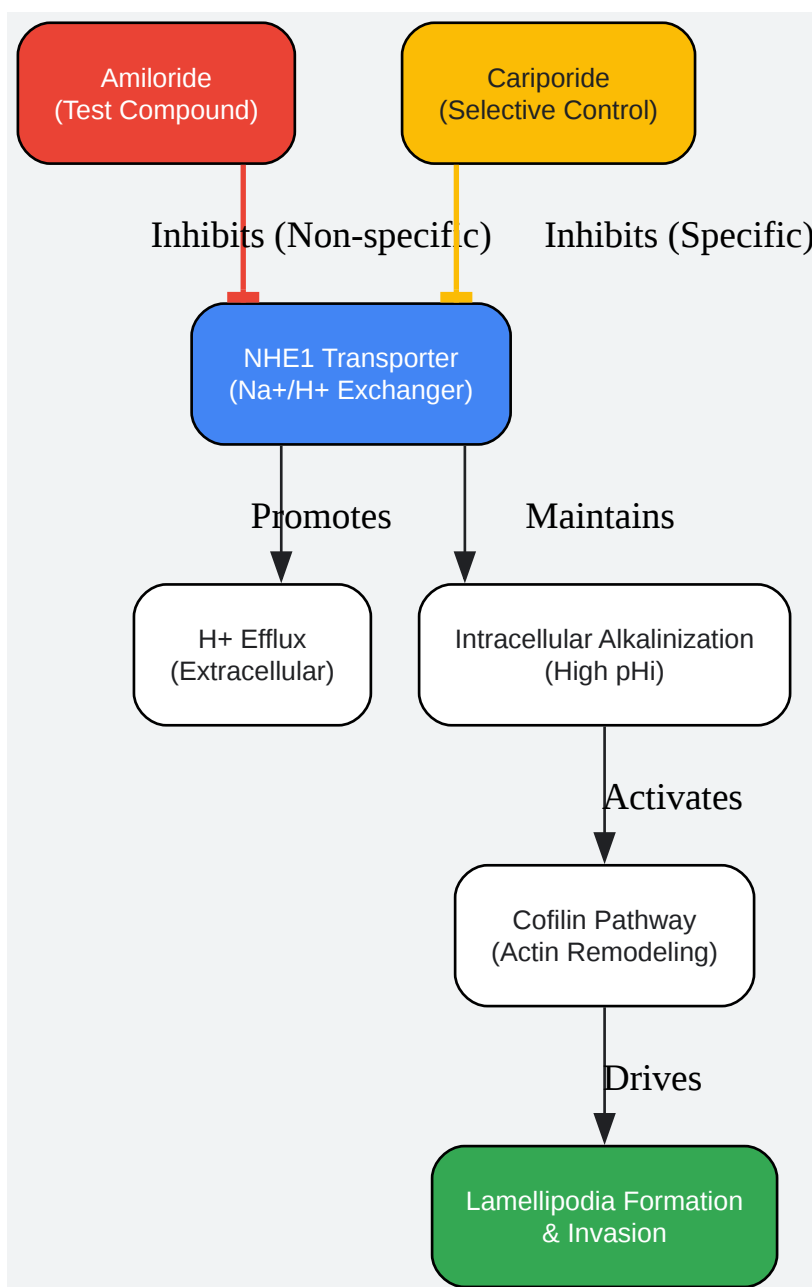 Amiloride
(Test Compound)
Cariporide
(Selective Control)
Inhibits (Non-specific)
Inhibits (Specific)
NHE1 Transporter
(Na+/H+ Exchanger)
Promotes
Maintains
H+ Efflux
(Extracellular)
Intracellular Alkalinization
(High pHi)
Activates
Cofilin Pathway
(Actin Remodeling)
Drives
Lamellipodia Formation
& Invasion